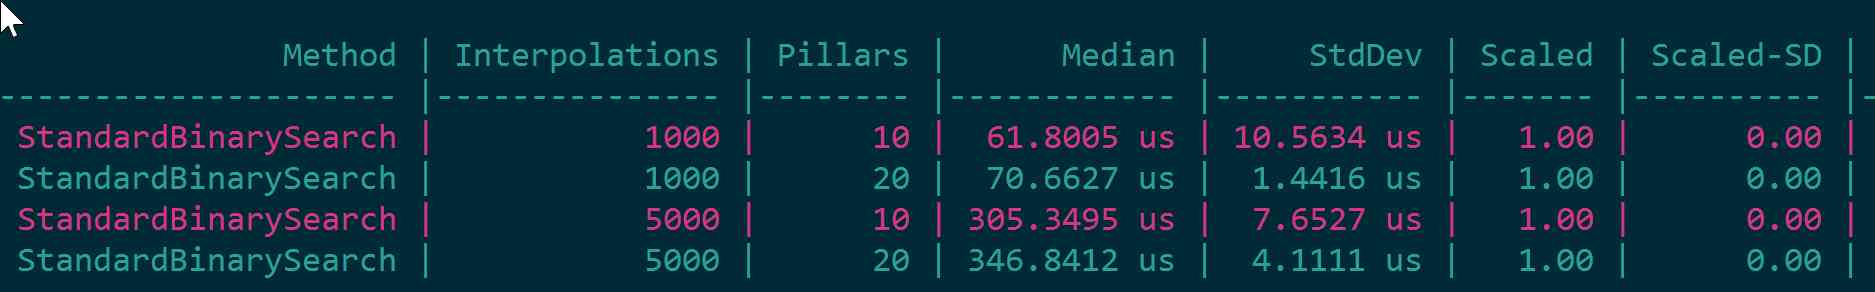 Method | Interpolations | Pillars | Median | StdDev | Scaled | Scaled-SD |
--------------------- |--------------- |-------- |------------ |----------- |------- |---------- |-
StandardBinarySearch | 1000 | 10 | 61.8005 us | 10.5634 us | 1.00 | 0.00 |
StandardBinarySearch | 1000 | 20 | 70.6627 us | 1.4416 us | 1.00 | 0.00 |
StandardBinarySearch | 5000 | 10 | 305.3495 us | 7.6527 us | 1.00 | 0.00 |
StandardBinarySearch | 5000 | 20 | 346.8412 us | 4.1111 us | 1.00 | 0.00 |